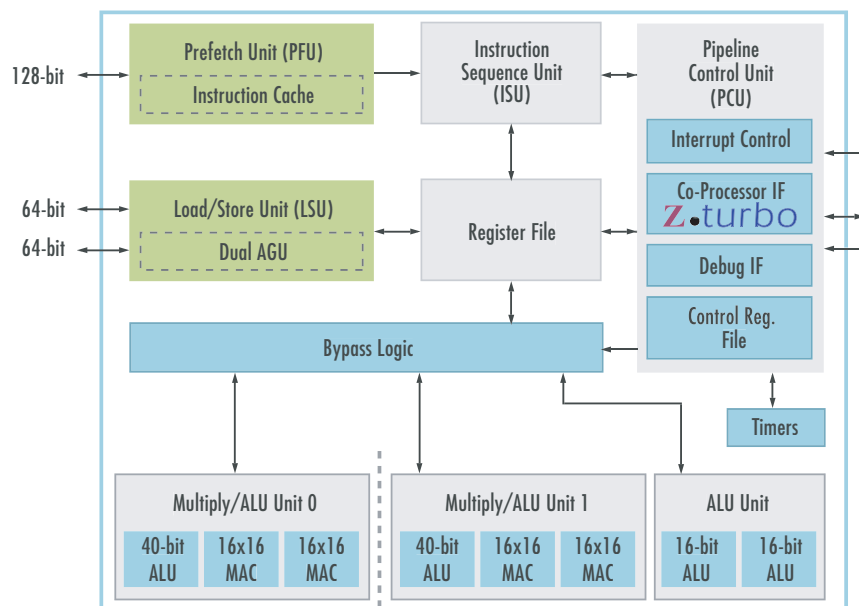 128-bit
Prefetch Unit (PFU)
Instruction Cache
Instruction
Sequence Unit
(ISU)
Pipeline
Control Unit
(PCU)
Interrupt Control
Co-Processor IF
Z.turbo
Debug IF
Control Reg.
File
64-bit
64-bit
Load/Store Unit (LSU)
Dual AGU
Register File
Bypass Logic
Timers
Multiply/ALU Unit 0
40-bit
ALU
16x16
MAC
16x16
MAC
Multiply/ALU Unit 1
40-bit
ALU
16x16
MAC
16x16
MAC
ALU Unit
16-bit
ALU
16-bit
ALU